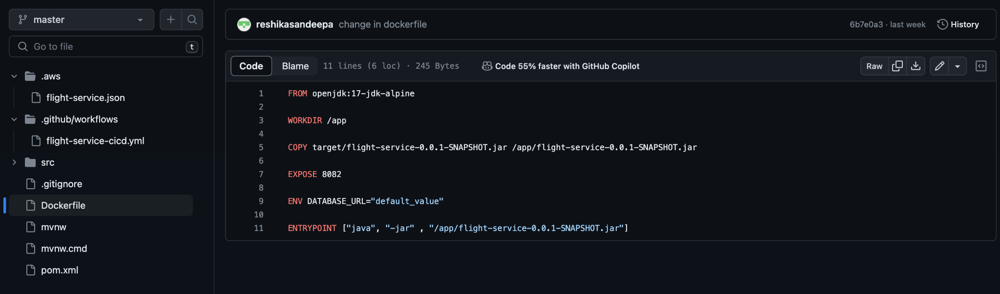 master
Go to file
t
.aws
flight-service.json
.github/workflows
flight-service-cicd.yml
src
.gitignore
Dockerfile
mvnw
mvnw.cmd
pom.xml
reshikasandeepa change in dockerfile
6b7e0a3 · last week
History
Code
Blame
11 lines (6 loc) · 245 Bytes
Code 55% faster with GitHub Copilot
Raw
1 FROM openjdk:17-jdk-alpine
2
3 WORKDIR /app
4
5 COPY target/flight-service-0.0.1-SNAPSHOT.jar /app/flight-service-0.0.1-SNAPSHOT.jar
6
7 EXPOSE 8082
8
9 ENV DATABASE_URL="default_value"
10
11 ENTRYPOINT ["java", "-jar" , "/app/flight-service-0.0.1-SNAPSHOT.jar"]